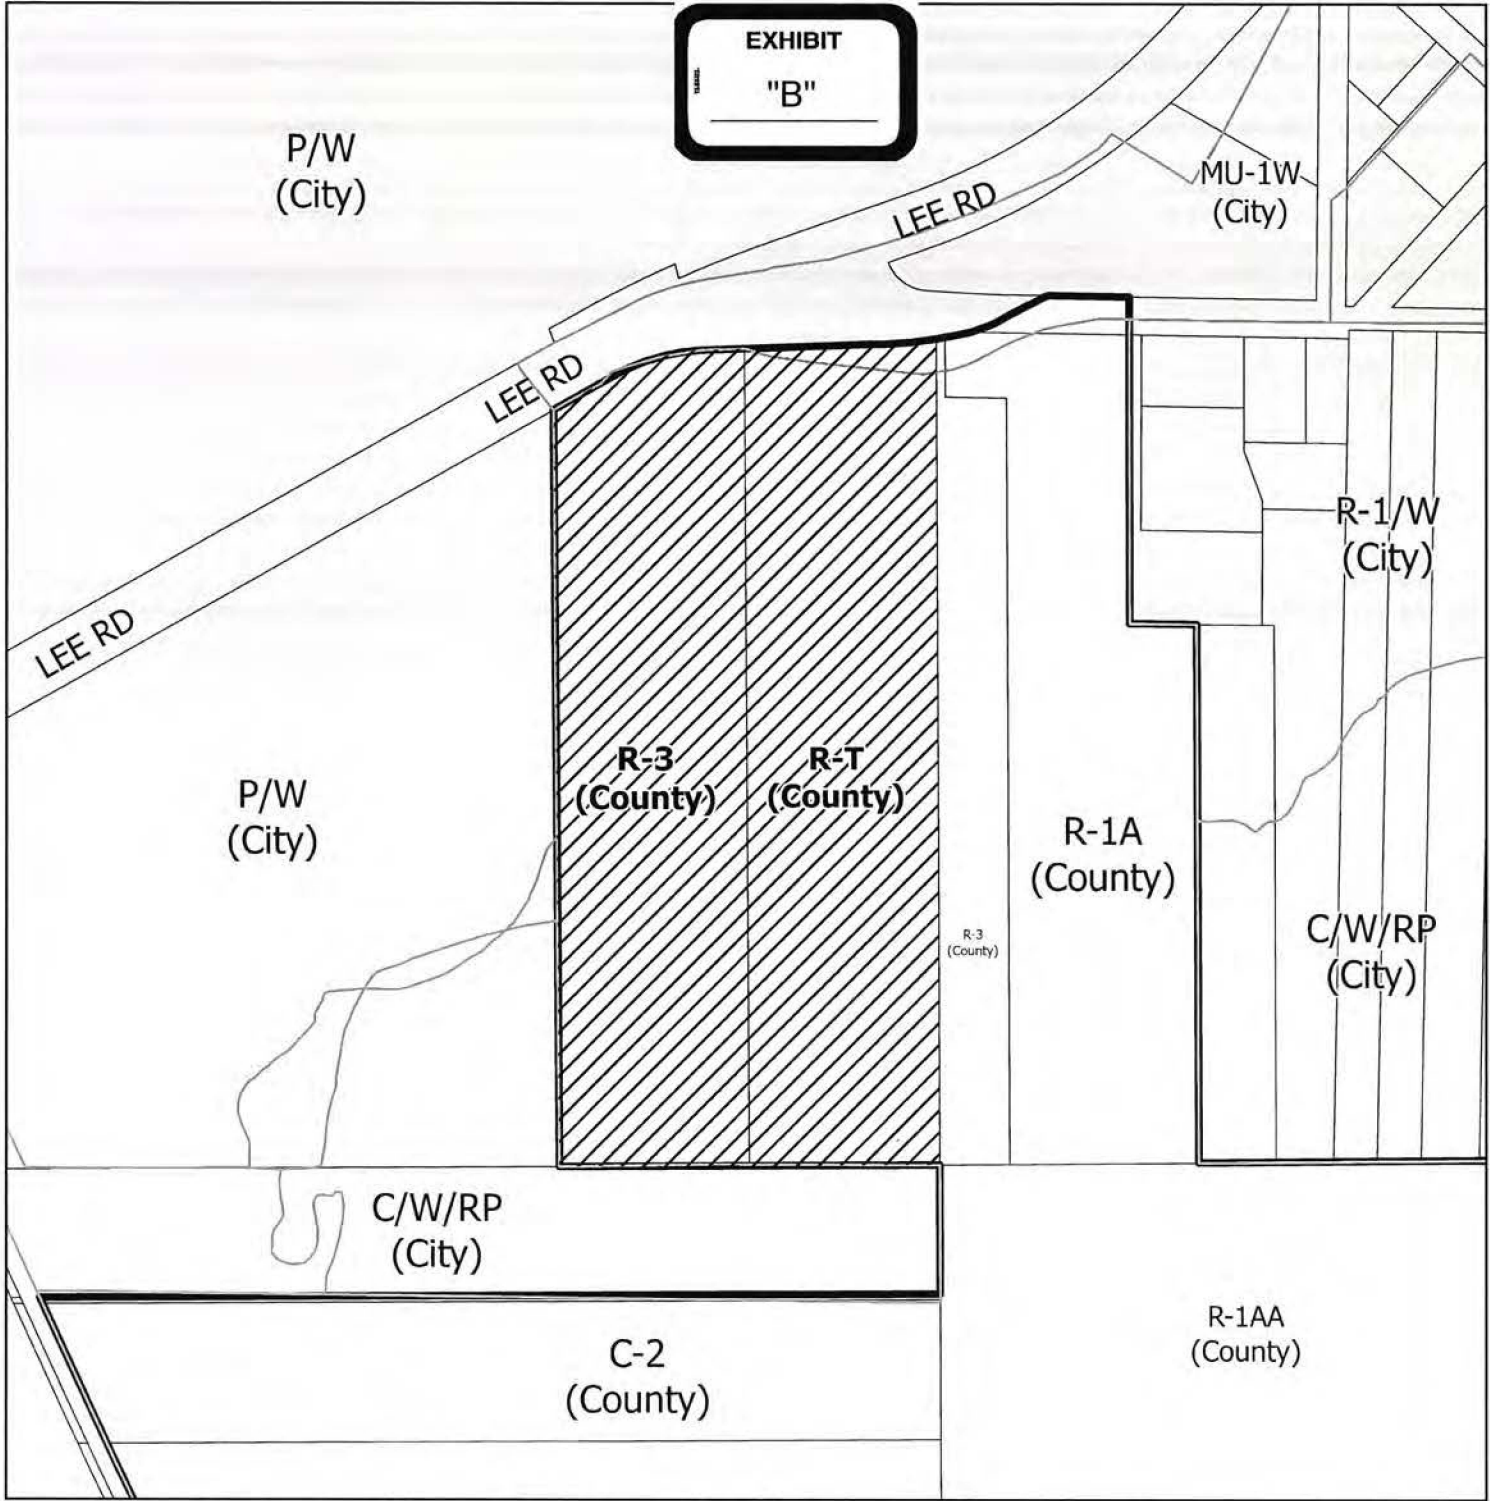 EXHIBIT
"B"
P/W
(City)
MU-1W
(City)
LEE RD
LEE RD
LEE RD
R-1/W
(City)
R-3
(County)
R-T
(County)
P/W
(City)
R-1A
(County)
R-3
(County)
C/W/RP
(City)
C/W/RP
(City)
C-2
(County)
R-1AA
(County)